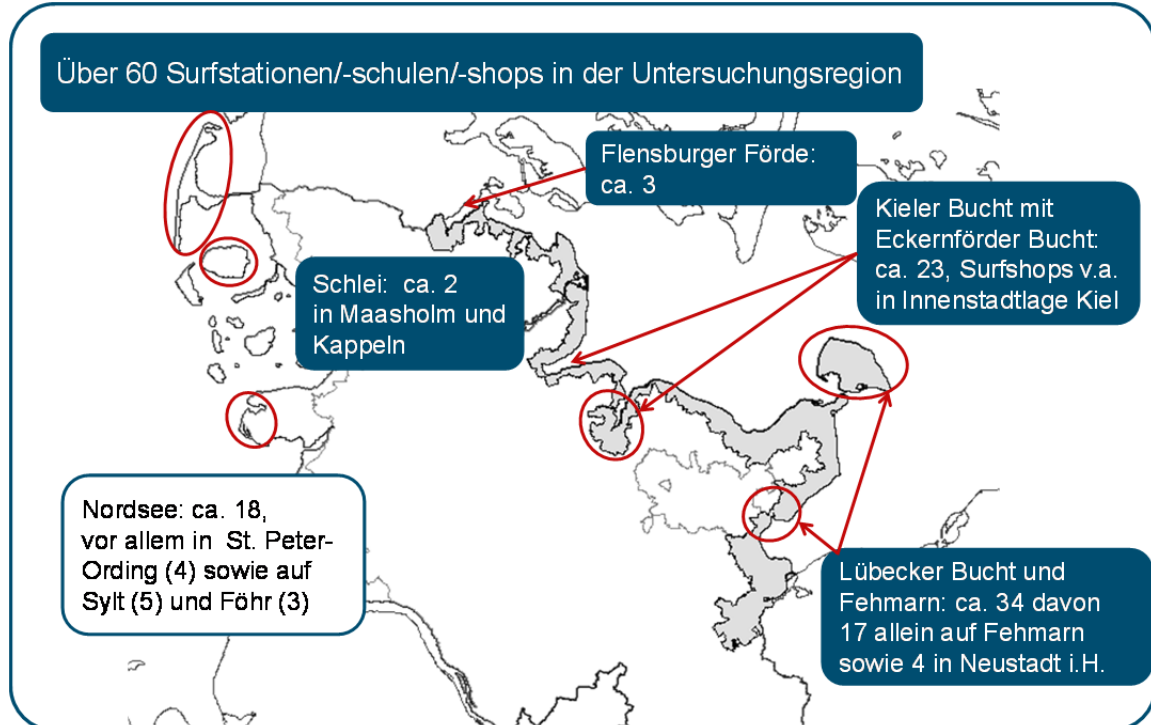 Über 60 Surfstationen/-schulen/-shops in der Untersuchungsregion
Flensburger Förde:
ca. 3
Kieler Bucht mit
Eckernförder Bucht:
ca. 23, Surfshops v.a.
in Innenstadtlage Kiel
Schlei: ca. 2
in Maasholm und
Kappeln
Nordsee: ca. 18,
vor allem in St. Peter-
Ording (4) sowie auf
Sylt (5) und Föhr (3)
Lübecker Bucht und
Fehmarn: ca. 34 davon
17 allein auf Fehmarn
sowie 4 in Neustadt i.H.